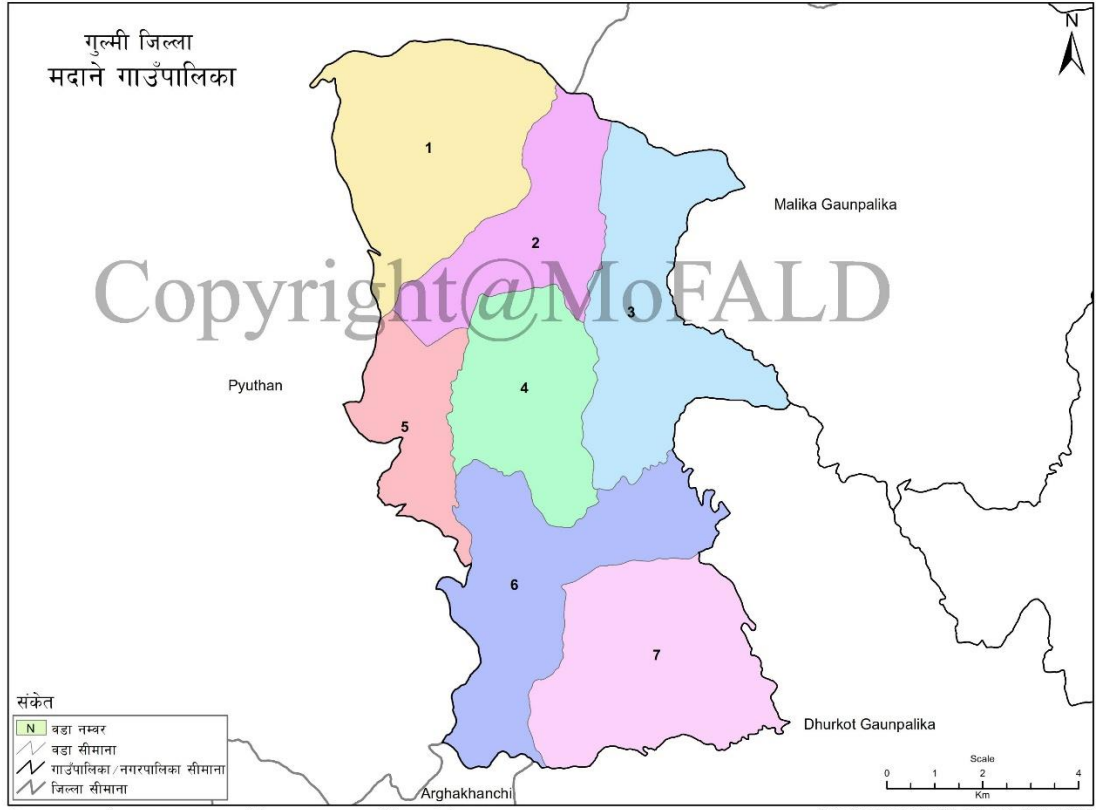 गुल्मी जिल्ला
मदाने गाउँपालिका
N
1
Malika Gaunpalika
2
Copyright@MoFALD
3
Pyuthan
4
5
6
7
संकेत
N वडा नम्बर
वडा सीमाना
गाउँपालिका/नगरपालिका सीमाना
जिल्ला सीमाना
Dhurkot Gaunpalika
Arghakhanchi
Scale
0 1 2 4
Km